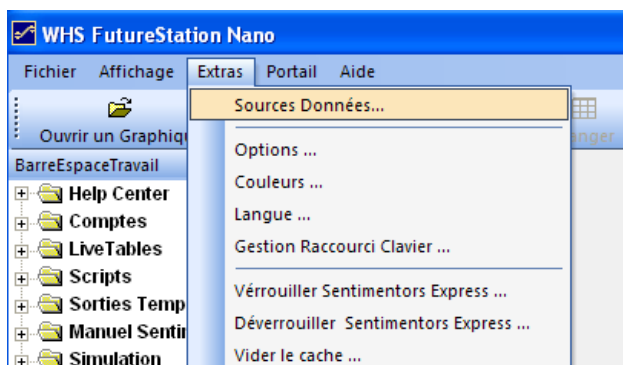 WHS FutureStation Nano
Fichier Affichage Extras Portail Aide
Sources Données...
Ouvrir un Graphiq
BarreEspaceTravail
Options ...
Help Center
Couleurs ...
Comptes
Langue ...
LiveTables
Gestion Raccourci Clavier ...
Scripts
Vérrouiller Sentimentors Express ...
Sorties Temp
Déverrouiller Sentimentors Express ...
Manuel Sentir
Vider le cache ...
Simulation